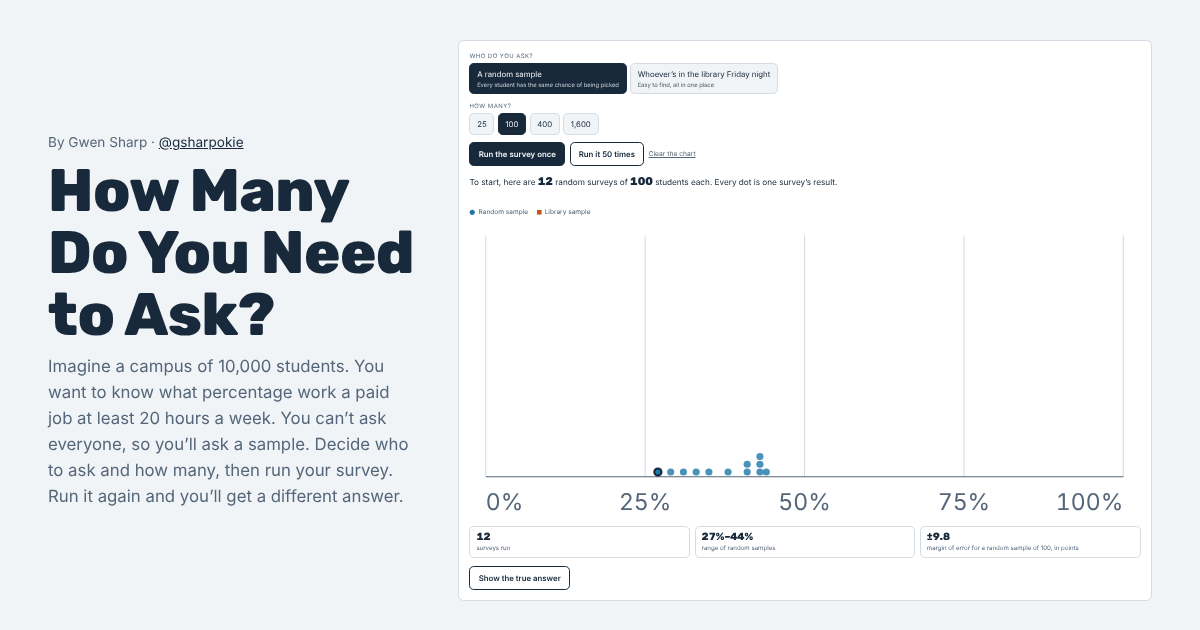 By Gwen Sharp · @gsharpokie
How Many
Do You Need
to Ask?
Imagine a campus of 10,000 students. You
want to know what percentage work a paid
job at least 20 hours a week. You can’t ask
everyone, so you’ll ask a sample. Decide who
to ask and how many, then run your survey.
Run it again and you’ll get a different answer.
WHO DO YOU ASK?
A random sample
Every student has the same chance of being picked
Whoever’s in the library Friday night
Easy to find, all in one place
HOW MANY?
25 100 400 1,600
Run the survey once Run it 50 times Clear the chart
To start, here are 12 random surveys of 100 students each. Every dot is one survey’s result.
Random sample Library sample
0% 25% 50% 75% 100%
12
surveys run
27%–44%
range of random samples
±9.8
margin of error for a random sample of 100, in points
Show the true answer